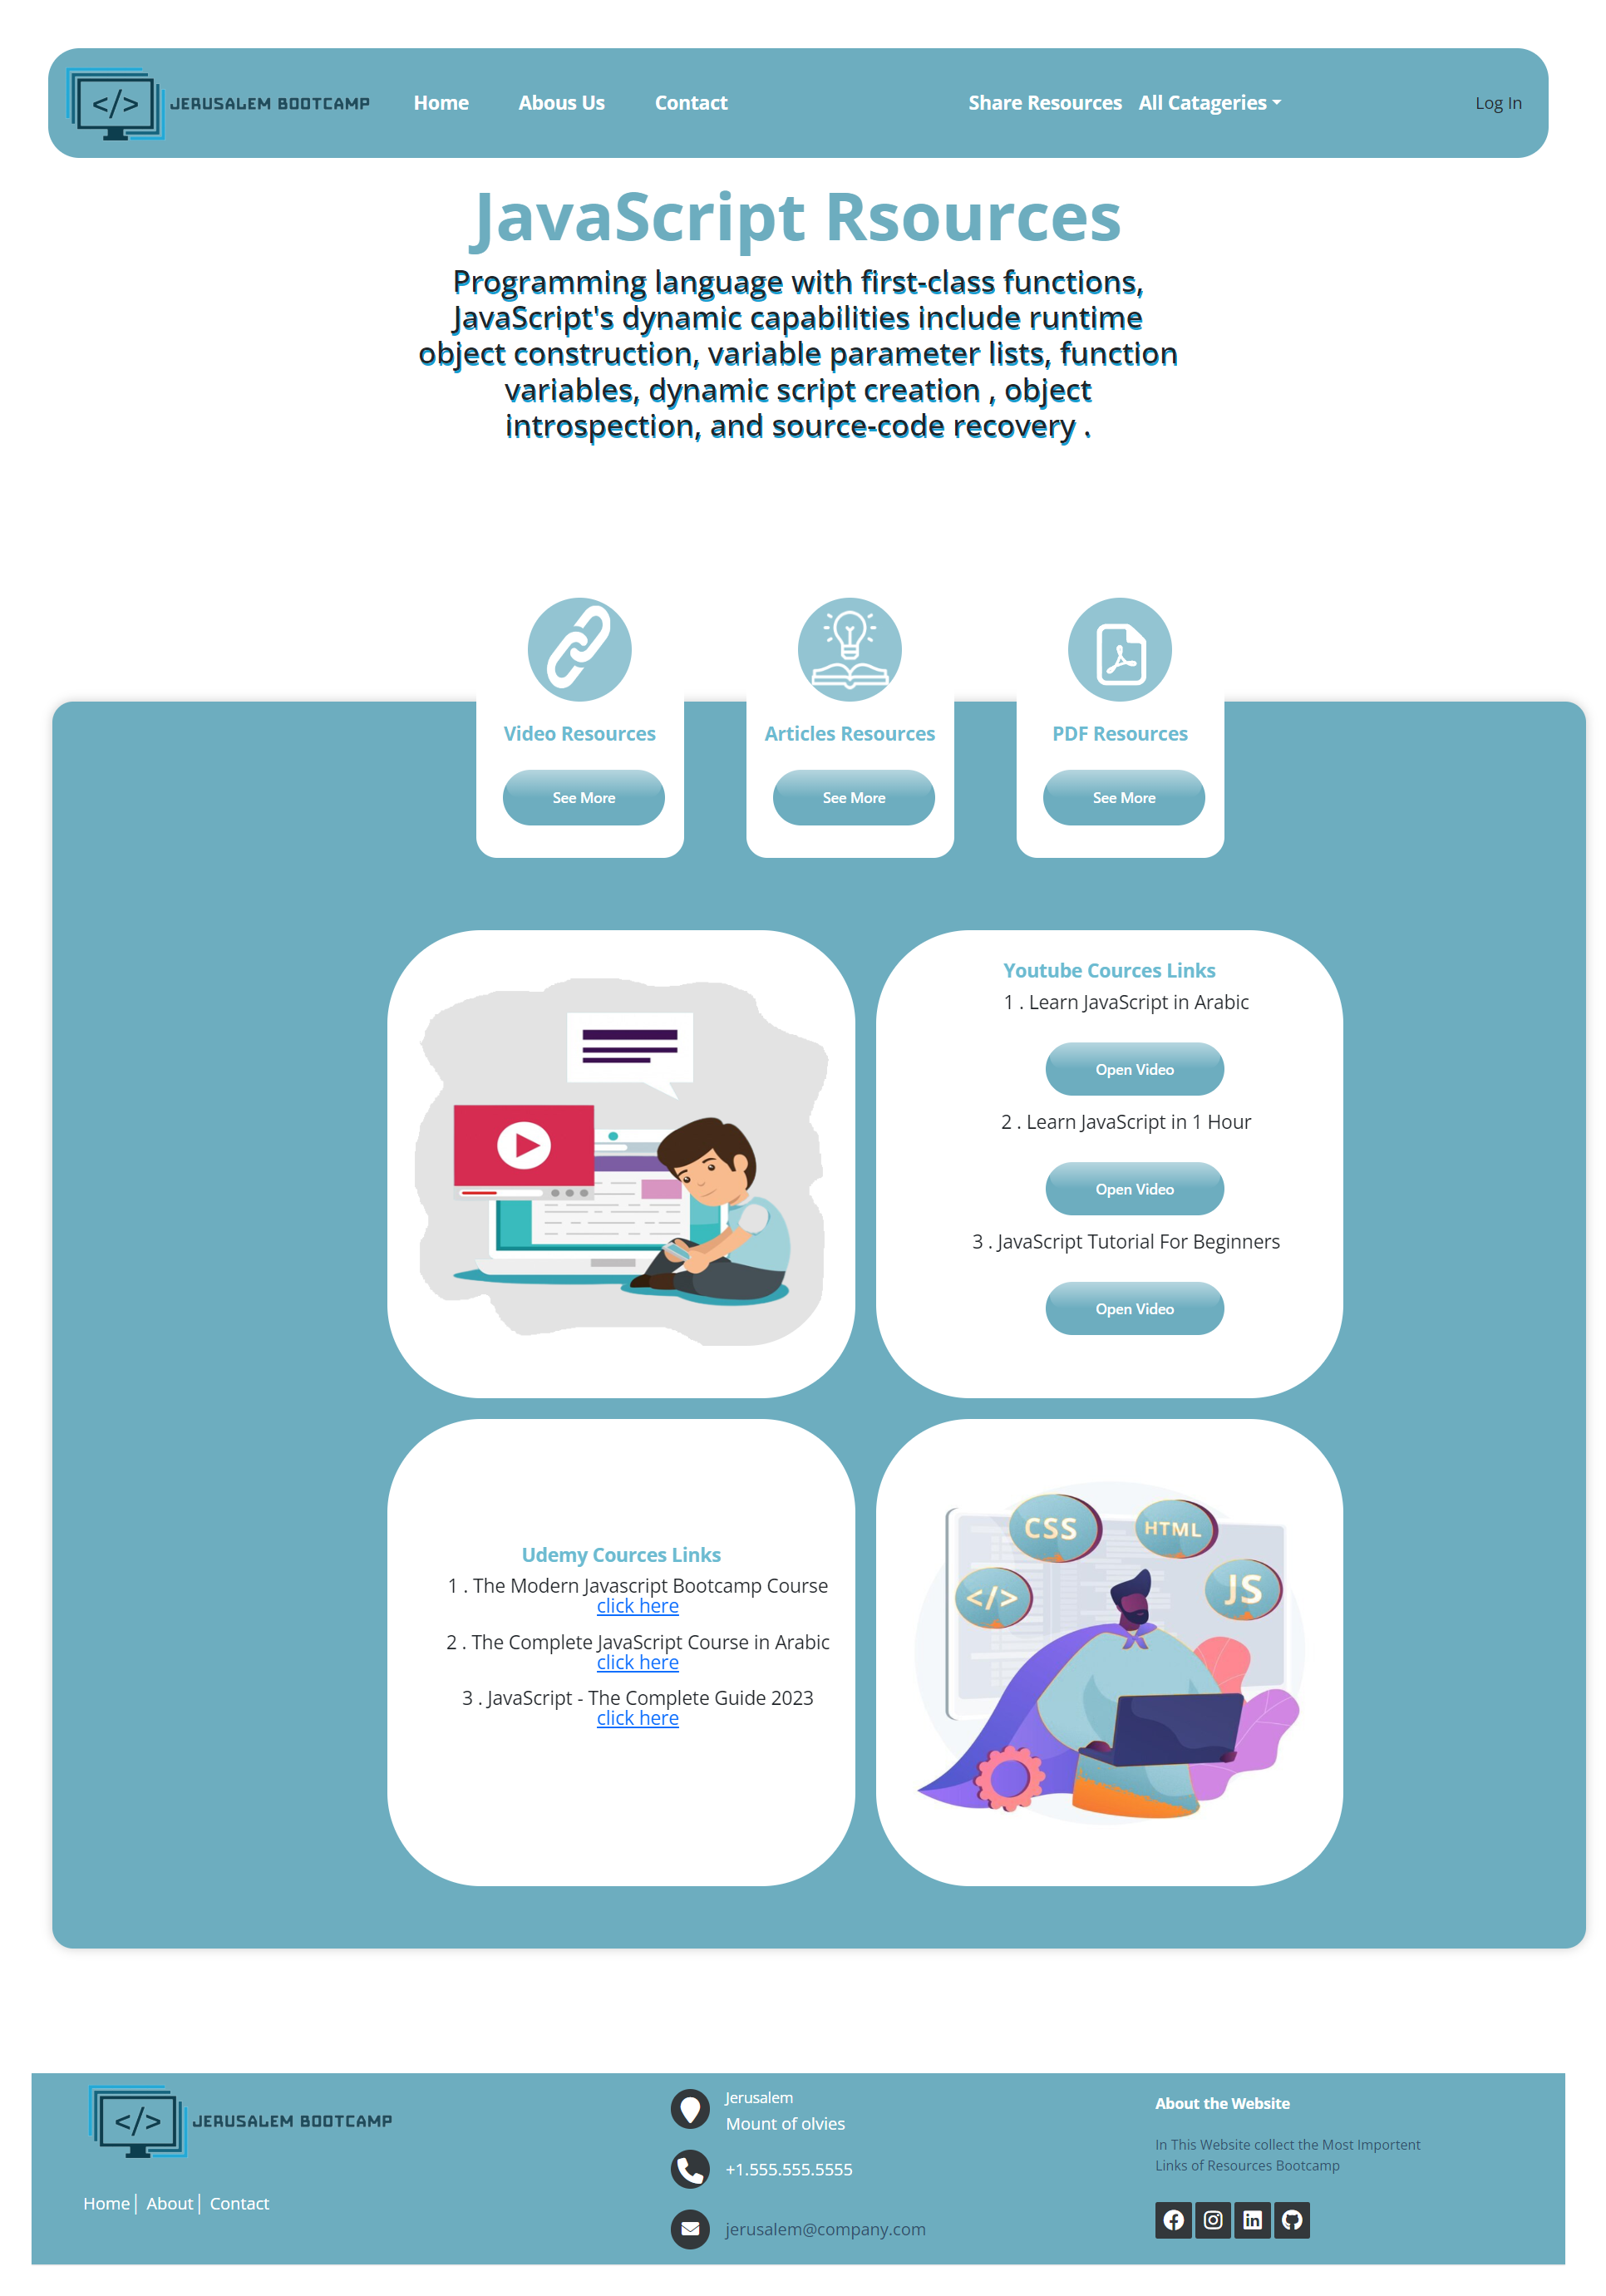 </> JERUSALEM BOOTCAMP Home Abous Us Contact Share Resources All Catageries Log In
JavaScript Rsources
Programming language with first-class functions,
JavaScript's dynamic capabilities include runtime
object construction, variable parameter lists, function
variables, dynamic script creation , object
introspection, and source-code recovery .
Video Resources
See More
Articles Resources
See More
PDF Resources
See More
Youtube Cources Links
1 . Learn JavaScript in Arabic
Open Video
2 . Learn JavaScript in 1 Hour
Open Video
3 . JavaScript Tutorial For Beginners
Open Video
Udemy Cources Links
1 . The Modern Javascript Bootcamp Course
click here
2 . The Complete JavaScript Course in Arabic
click here
3 . JavaScript - The Complete Guide 2023
click here
CSS
HTML
</>
JS
</> JERUSALEM BOOTCAMP
Home | About | Contact
Jerusalem
Mount of olvies
+1.555.555.5555
jerusalem@company.com
About the Website
In This Website collect the Most Importent
Links of Resources Bootcamp
in